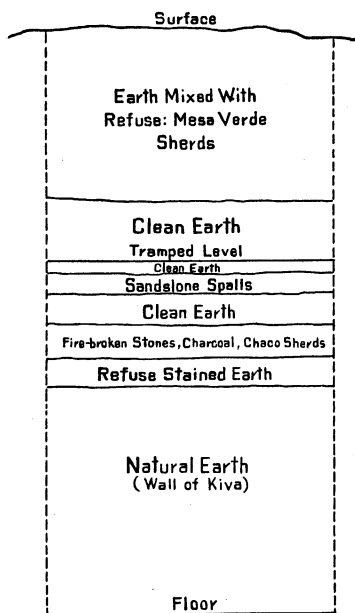 Surface
Earth Mixed With
Refuse: Mesa Verde
Sherds
Clean Earth
Tramped Level
Clean Earth
Sandslone Spalls
Clean Earth
Fire-broken Stones, Charcoal, Chaco Sherds
Refuse Stained Earth
Natural Earth
(Wall of Kiva)
Floor